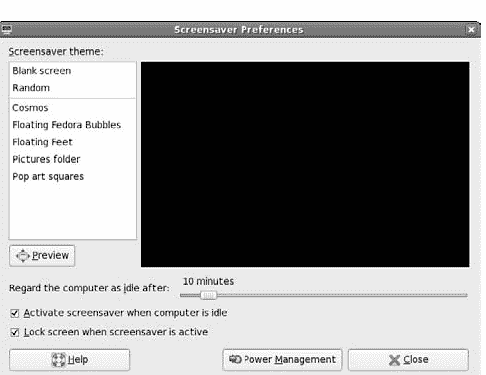 Screensaver Preferences
Screensaver theme:
Blank screen
Random
Cosmos
Floating Fedora Bubbles
Floating Feet
Pictures folder
Pop art squares
Preview
Regard the computer as idle after:
10 minutes
Activate screensaver when computer is idle
Lock screen when screensaver is active
Help
Power Management
Close